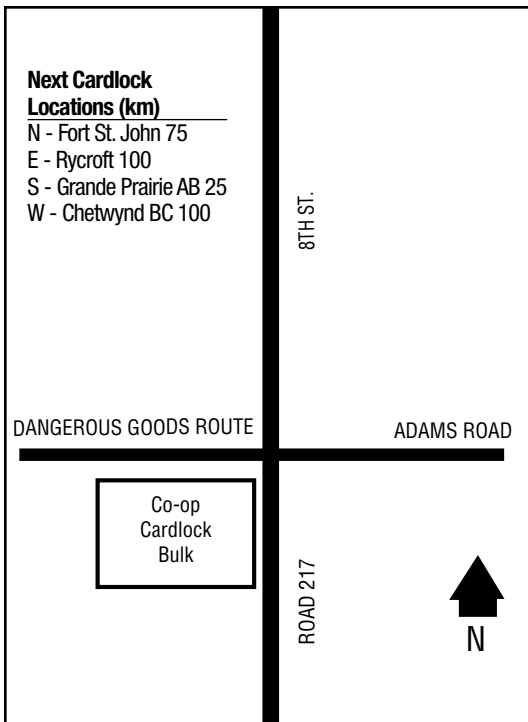 Next Cardlock
Locations (km)
N - Fort St. John 75
E - Rycroft 100
S - Grande Prairie AB 25
W - Chetwynd BC 100
8TH ST.
DANGEROUS GOODS ROUTE
ADAMS ROAD
Co-op
Cardlock
Bulk
ROAD 217
N